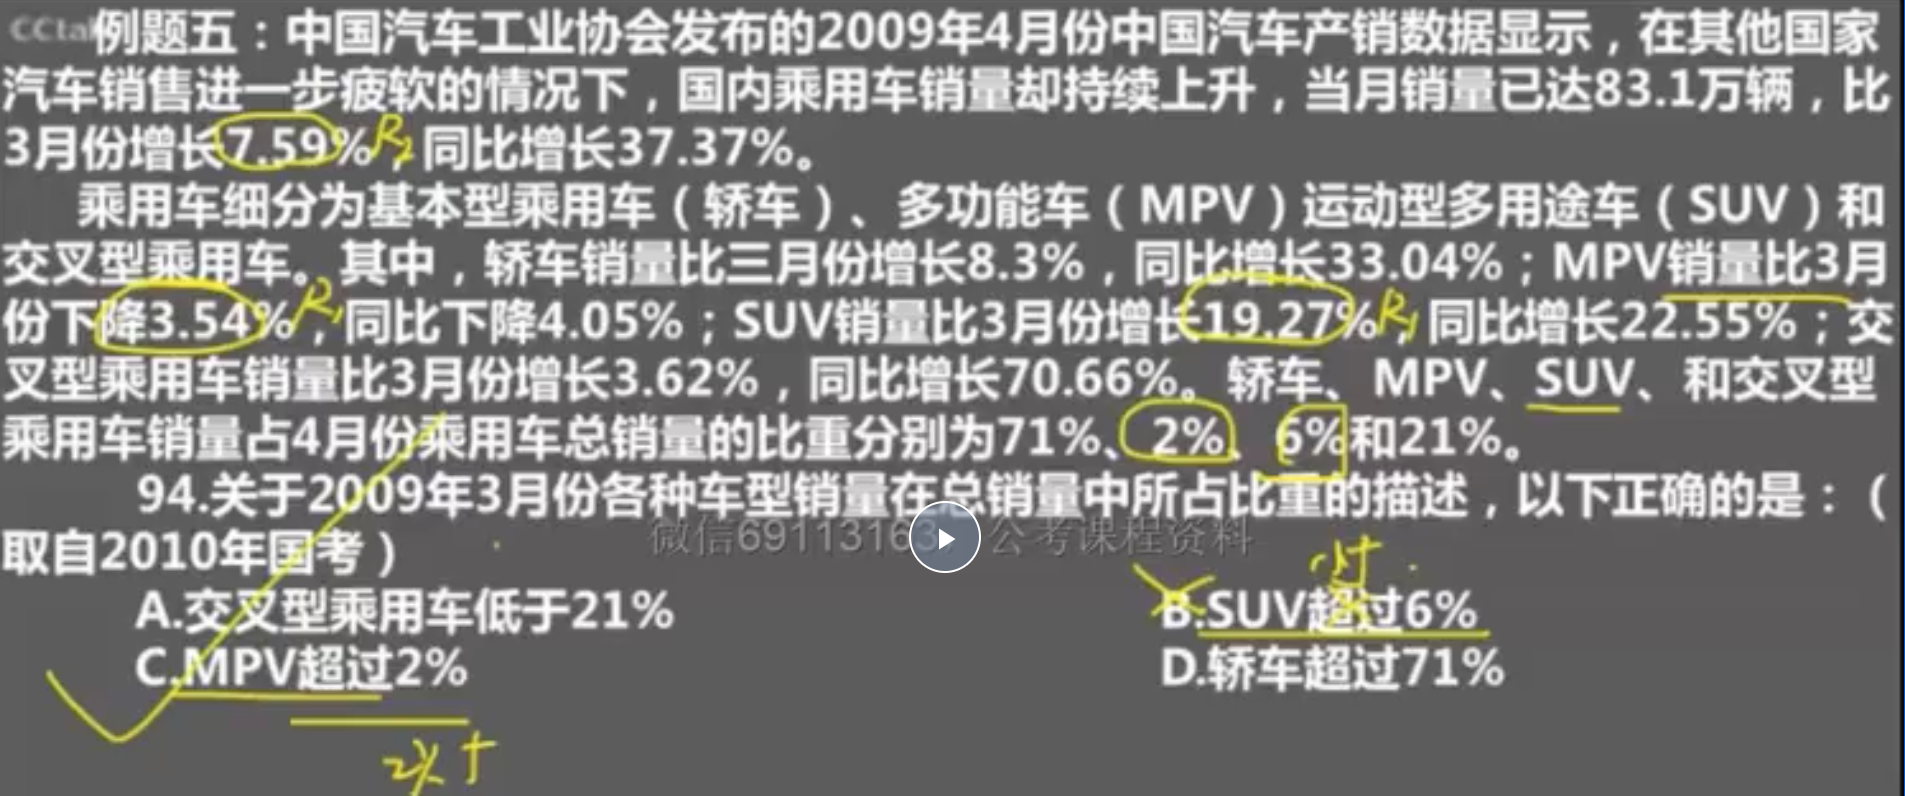 例题五：中国汽车工业协会发布的2009年4月份中国汽车产销数据显示，在其他国家
汽车销售进一步疲软的情况下，国内乘用车销量却持续上升，当月销量已达83.1万辆，比
3月份增长7.59%R₂，同比增长37.37%。
乘用车细分为基本型乘用车（轿车）、多功能车（MPV）运动型多用途车（SUV）和
交叉型乘用车。其中，轿车销量比三月份增长8.3%，同比增长33.04%；MPV销量比3月
份下降3.54%R₁，同比下降4.05%；SUV销量比3月份增长19.27%R₁，同比增长22.55%；交
叉型乘用车销量比3月份增长3.62%，同比增长70.66%。轿车、MPV、SUV、和交叉型
乘用车销量占4月份乘用车总销量的比重分别为71%、2%、6%和21%。
94.关于2009年3月份各种车型销量在总销量中所占比重的描述，以下正确的是：（
取自2010年国考）
微信6911316 公考课程资料
A.交叉型乘用车低于21%
B.SUV超过6%
C.MPV超过2%
D.轿车超过71%
2%